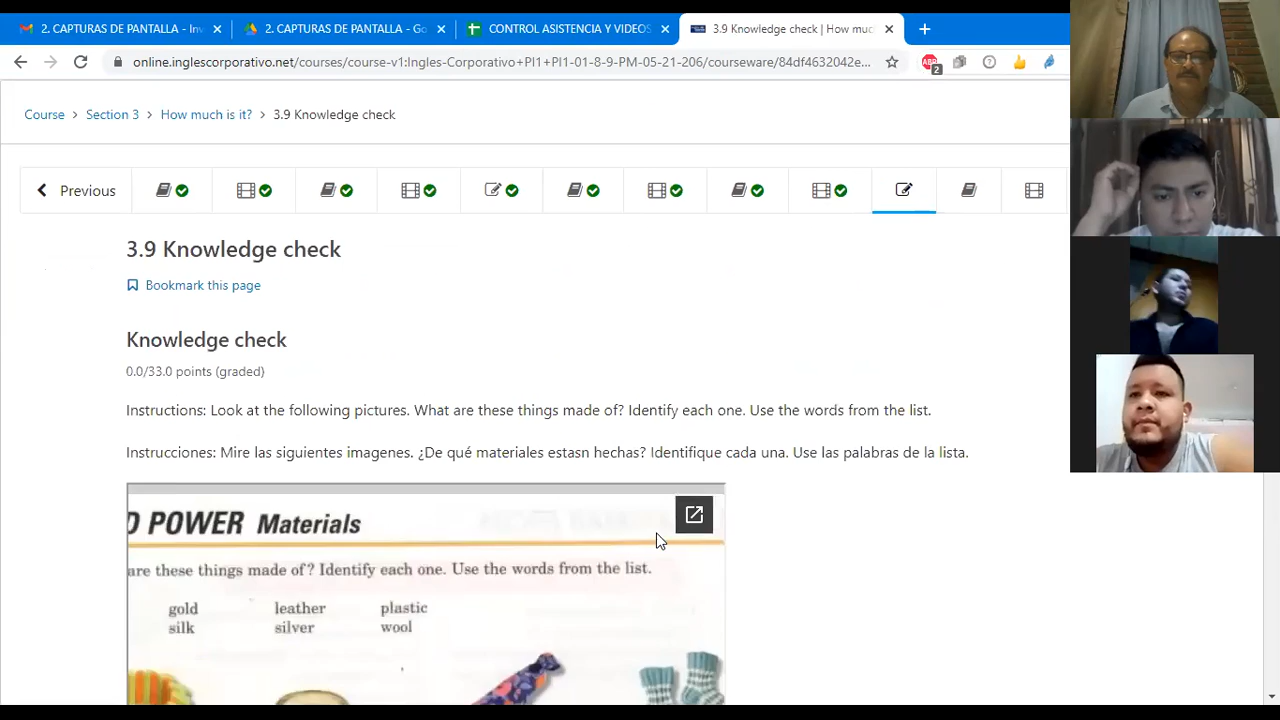 2. CAPTURAS DE PANTALLA - Inv
2. CAPTURAS DE PANTALLA - Go
CONTROL ASISTENCIA Y VIDEOS
3.9 Knowledge check | How muc
online.inglescorporativo.net/courses/course-v1:Ingles-Corporativo+PI1+PI1-01-8-9-PM-05-21-206/courseware/84df4632042e...
ABP
2
Course > Section 3 > How much is it? > 3.9 Knowledge check
Previous
3.9 Knowledge check
Bookmark this page
Knowledge check
0.0/33.0 points (graded)
Instructions: Look at the following pictures. What are these things made of? Identify each one. Use the words from the list.
Instrucciones: Mire las siguientes imagenes. ¿De qué materiales estasn hechas? Identifique cada una. Use las palabras de la lista.
D POWER Materials
are these things made of? Identify each one. Use the words from the list.
gold leather plastic
silk silver wool